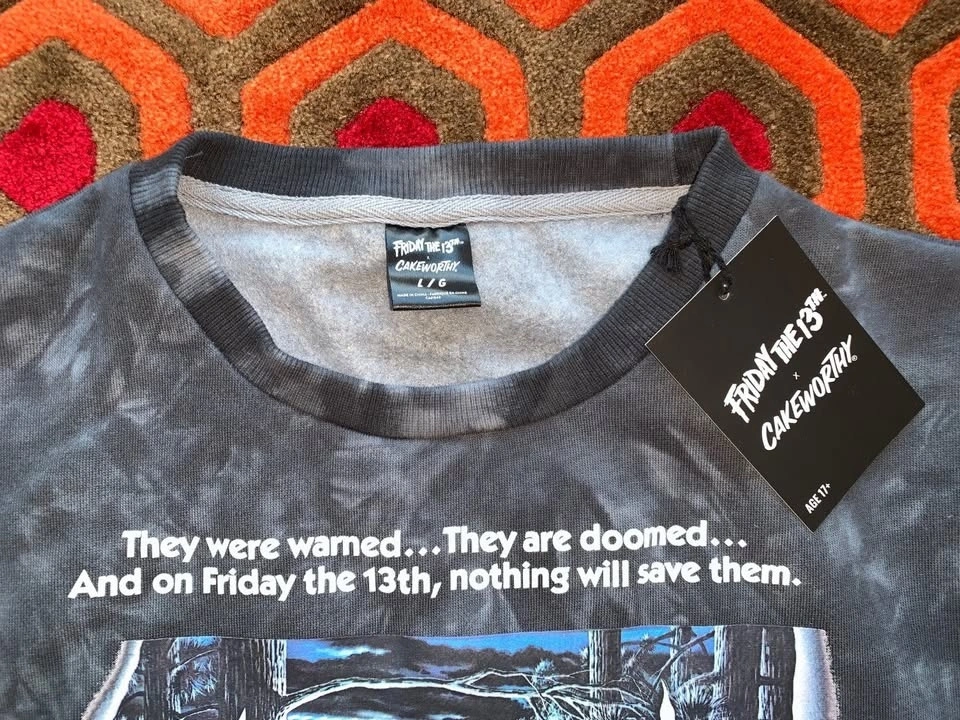 FRIDAY THE 13TH
x
CAKEWORTHY
L / G
FRIDAY THE 13TH
x
CAKEWORTHY®
AGE 17+
They were warned...They are doomed...
And on Friday the 13th, nothing will save them.